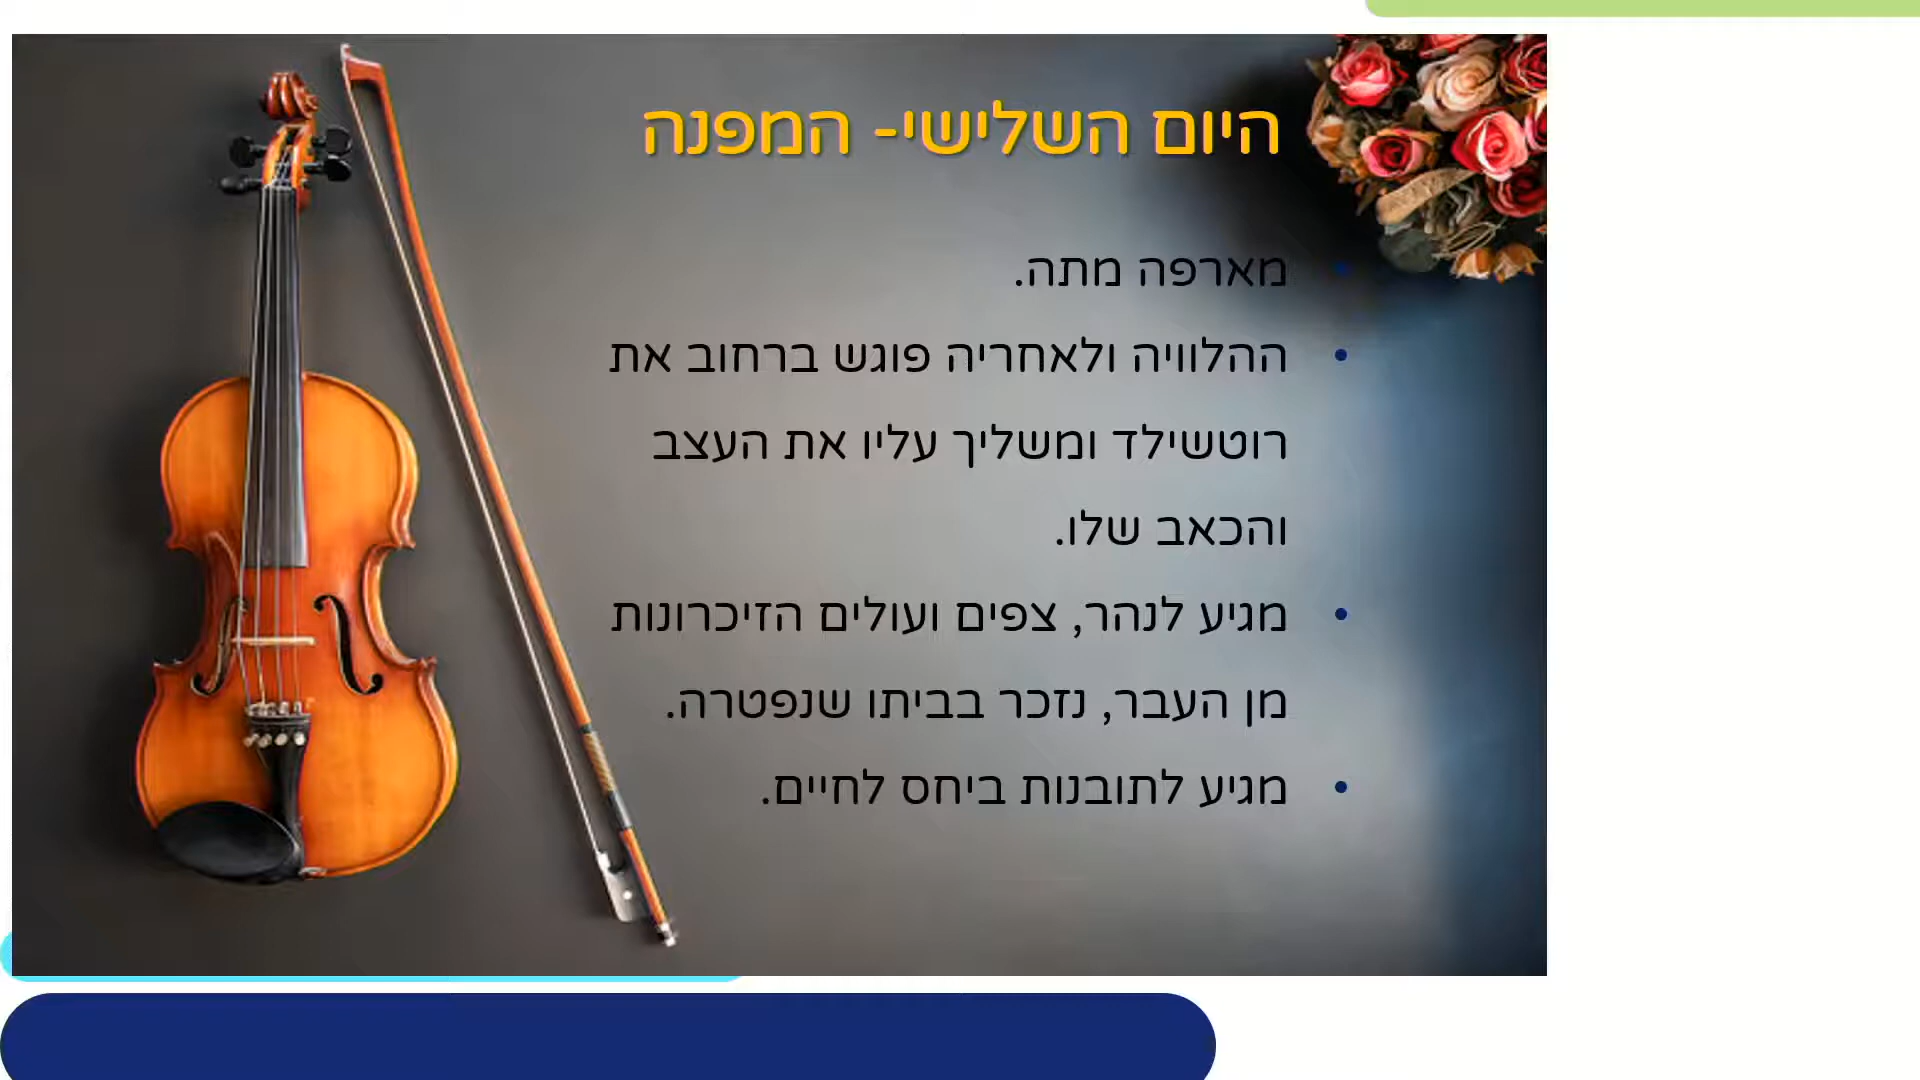 היום השלישי- המפנה
• מארפה מתה.
• ההלוויה ולאחריה פוגש ברחוב את
רוטשילד ומשליך עליו את העצב
והכאב שלו.
• מגיע לנהר, צפים ועולים הזיכרונות
מן העבר, נזכר בביתו שנפטרה.
• מגיע לתובנות ביחס לחיים.